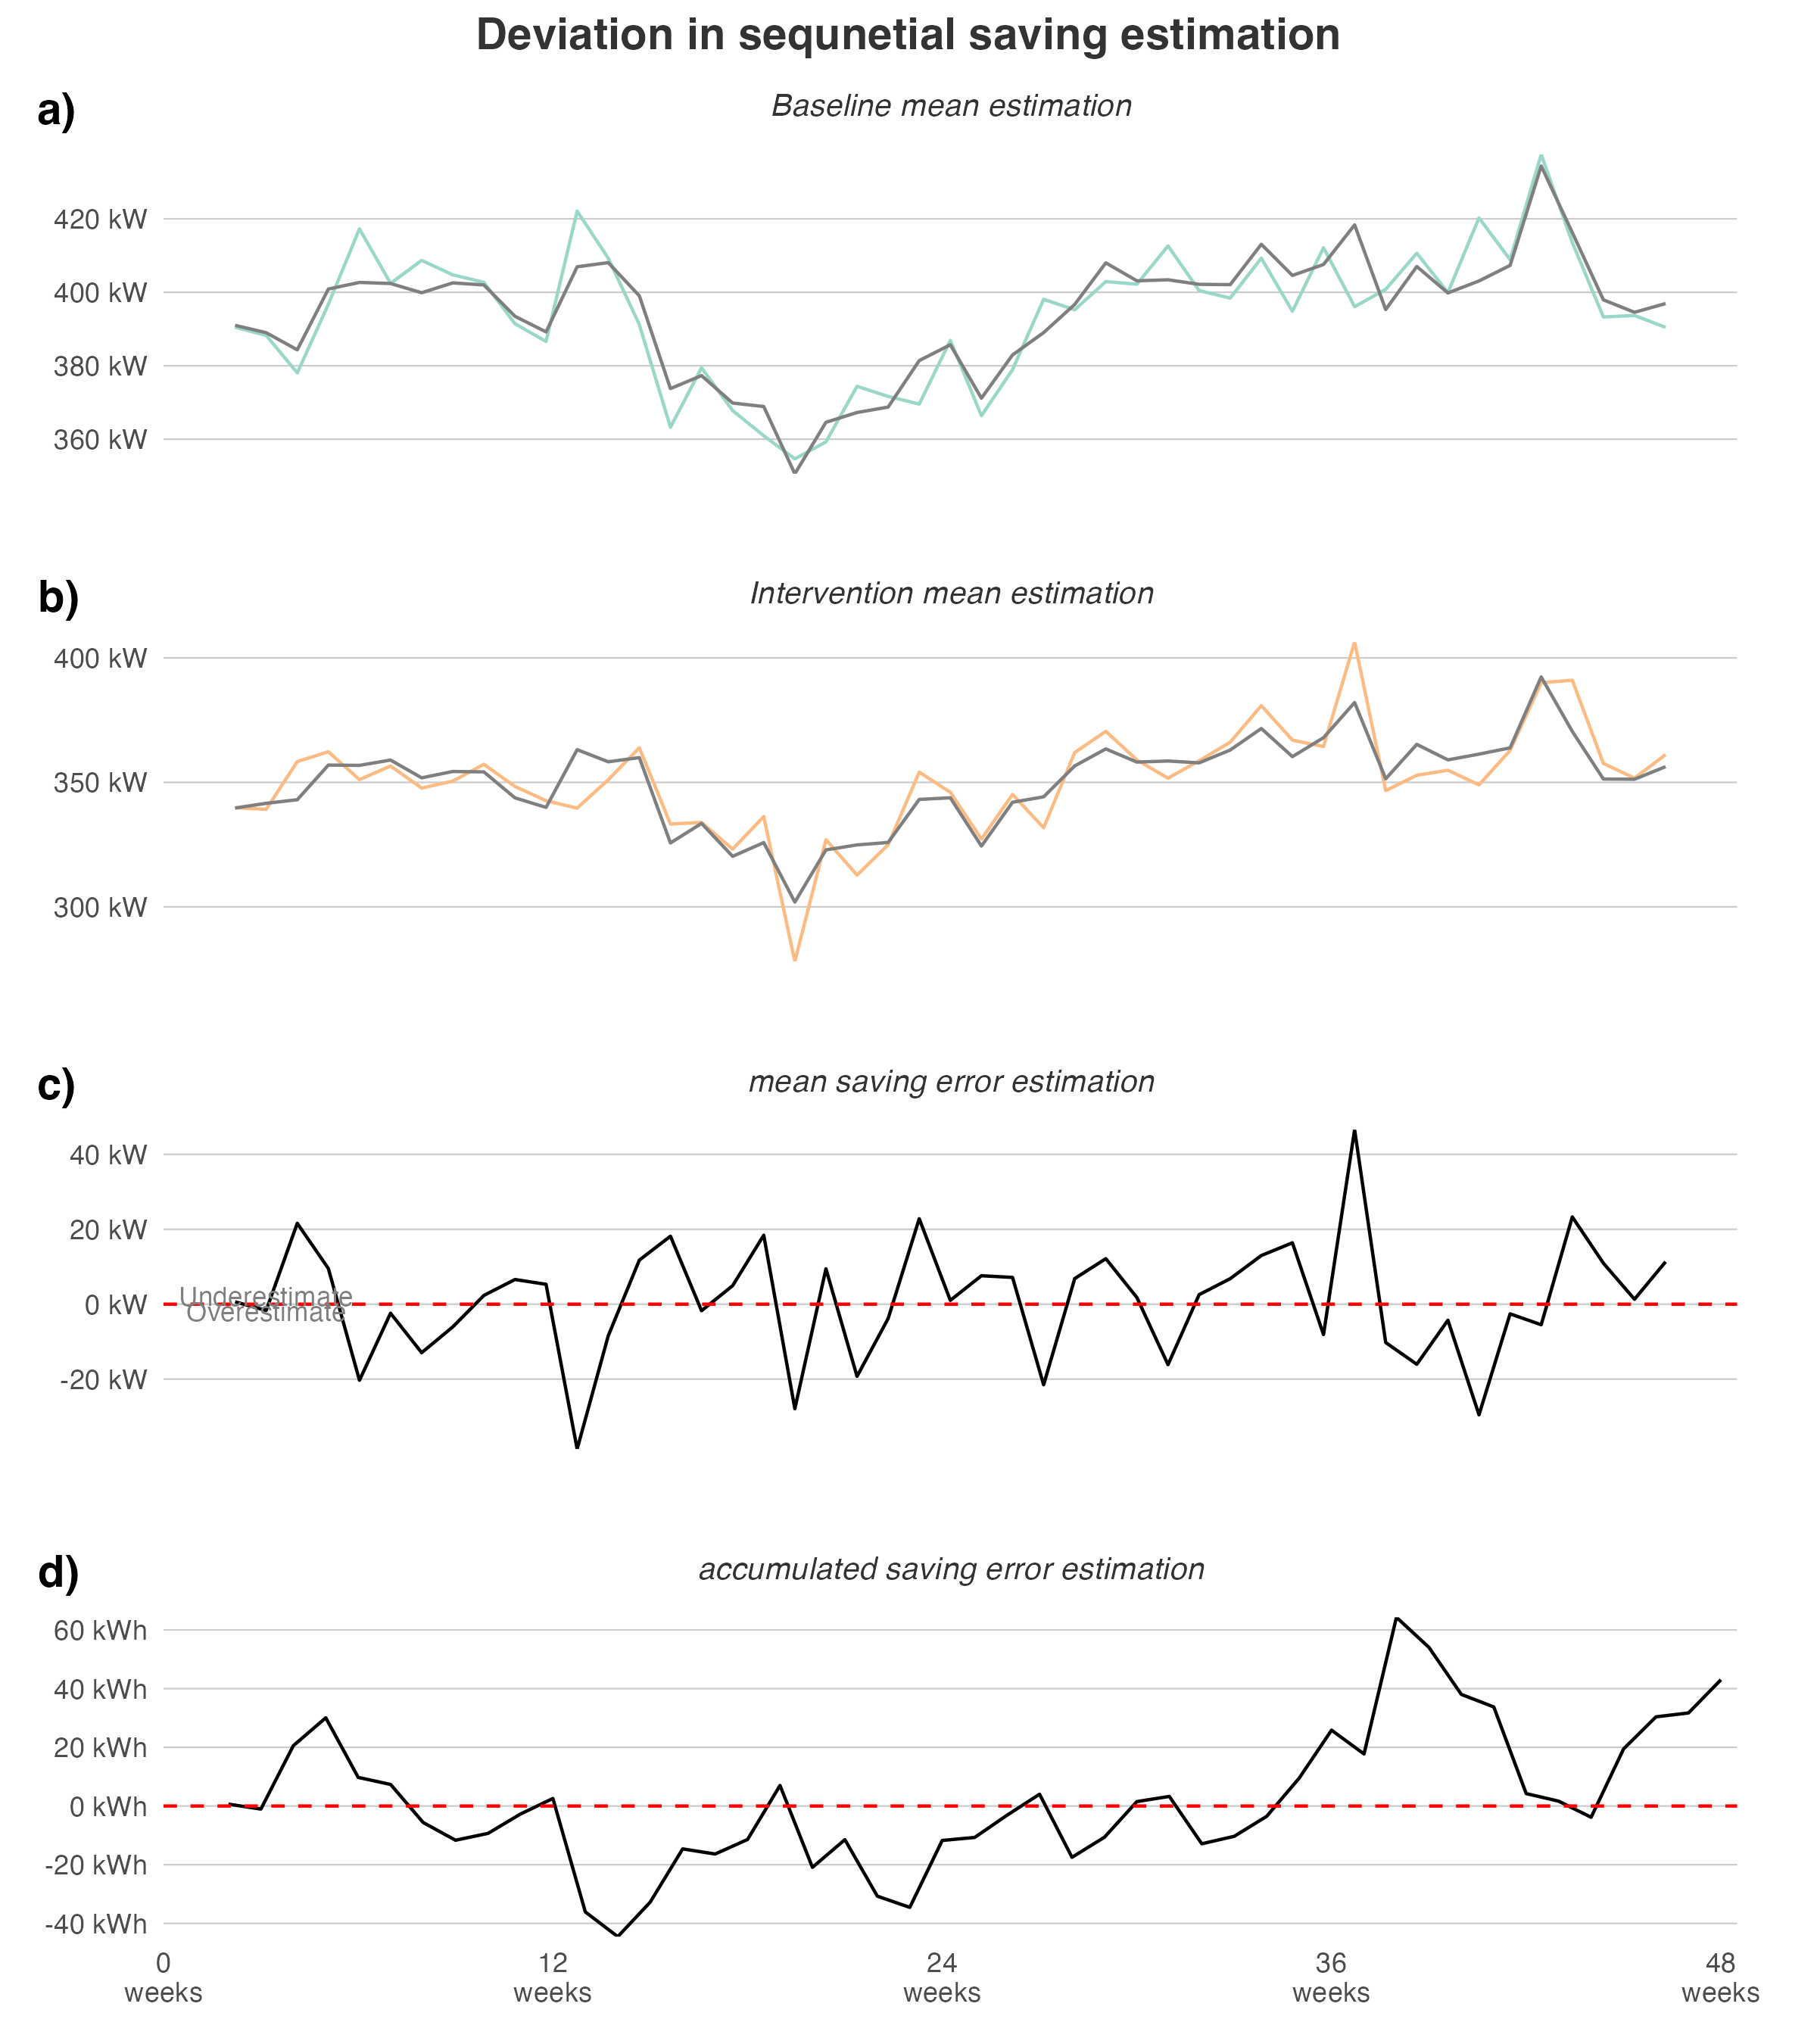 Deviation in sequnetial saving estimation
a)
Baseline mean estimation
420 kW
400 kW
380 kW
360 kW
b)
Intervention mean estimation
400 kW
350 kW
300 kW
c)
mean saving error estimation
40 kW
20 kW
Underestimate
0 kW
Overestimate
-20 kW
d)
accumulated saving error estimation
60 kWh
40 kWh
20 kWh
0 kWh
-20 kWh
-40 kWh
0 12 24 36 48
weeks weeks weeks weeks weeks